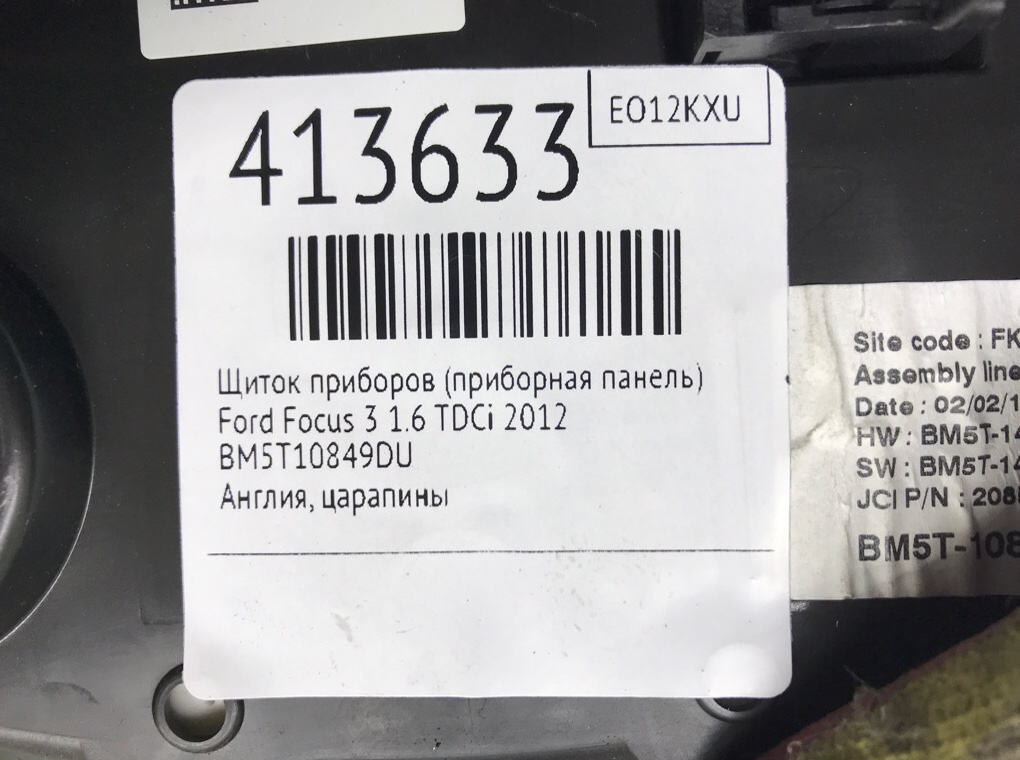 413633
EO12KXU
Щиток приборов (приборная панель)
Ford Focus 3 1.6 TDCi 2012
BM5T10849DU
Англия, царапины
Site code : FK
Assembly line
Date : 02/02/1
HW : BM5T-14
SW : BM5T-14
JCI P/N : 208
BM5T-108